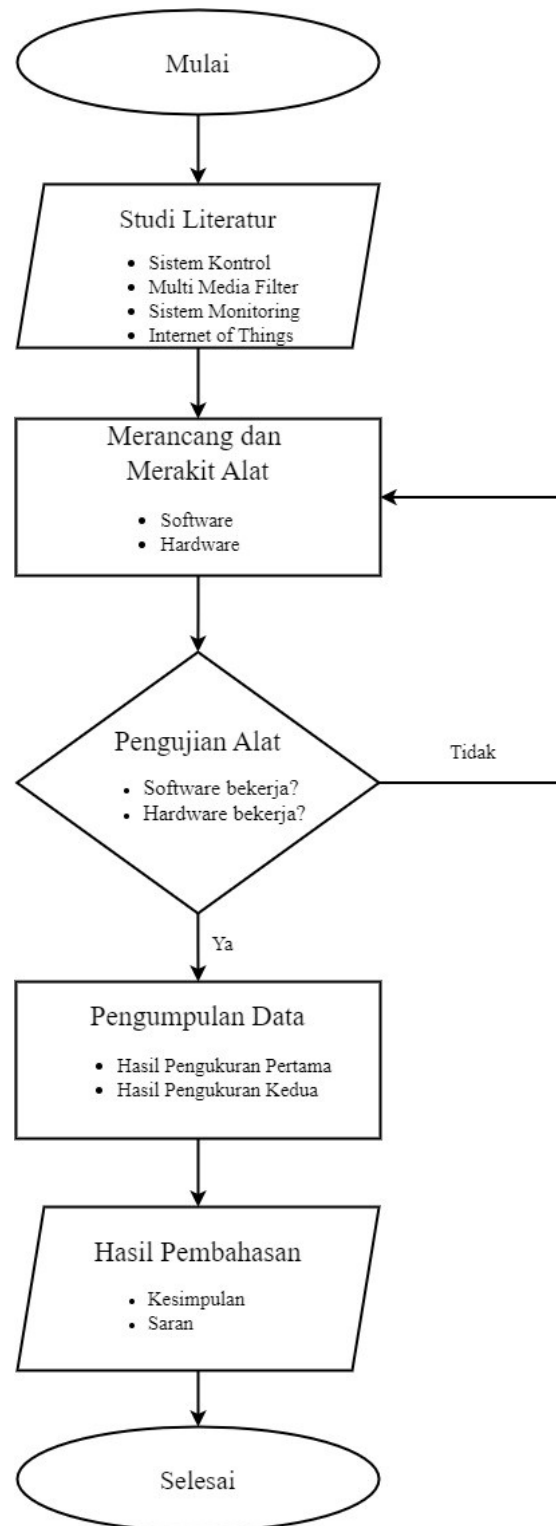 Mulai
Studi Literatur
• Sistem Kontrol
• Multi Media Filter
• Sistem Monitoring
• Internet of Things
Merancang dan
Merakit Alat
• Software
• Hardware
Pengujian Alat
• Software bekerja?
• Hardware bekerja?
Tidak
Ya
Pengumpulan Data
• Hasil Pengukuran Pertama
• Hasil Pengukuran Kedua
Hasil Pembahasan
• Kesimpulan
• Saran
Selesai